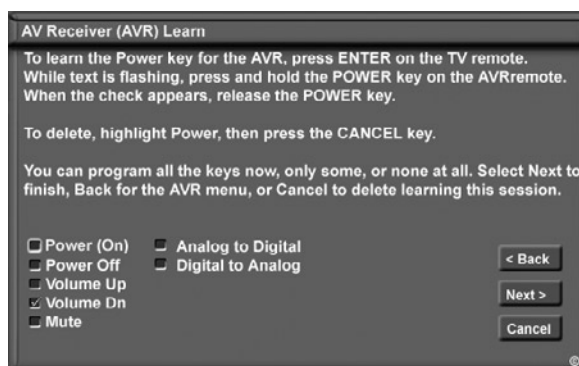 AV Receiver (AVR) Learn
To learn the Power key for the AVR, press ENTER on the TV remote.
While text is flashing, press and hold the POWER key on the AVRremote.
When the check appears, release the POWER key.
To delete, highlight Power, then press the CANCEL key.
You can program all the keys now, only some, or none at all. Select Next to
finish, Back for the AVR menu, or Cancel to delete learning this session.
Power (On)
Power Off
Volume Up
Volume Dn
Mute
Analog to Digital
Digital to Analog
< Back
Next >
Cancel
©